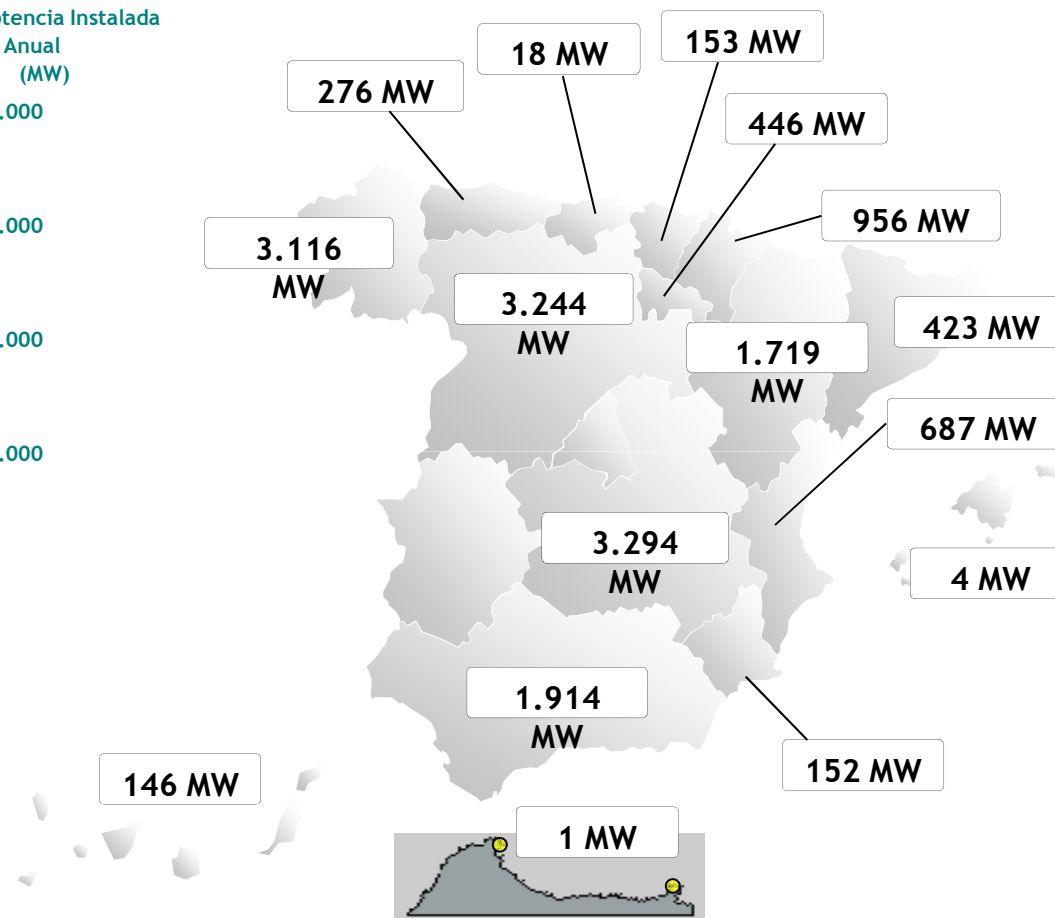 otencia Instalada
Anual
(MW)
.000
.000
.000
.000
18 MW
153 MW
276 MW
446 MW
956 MW
3.116
MW
3.244
MW
423 MW
1.719
MW
687 MW
3.294
MW
4 MW
1.914
MW
152 MW
146 MW
1 MW